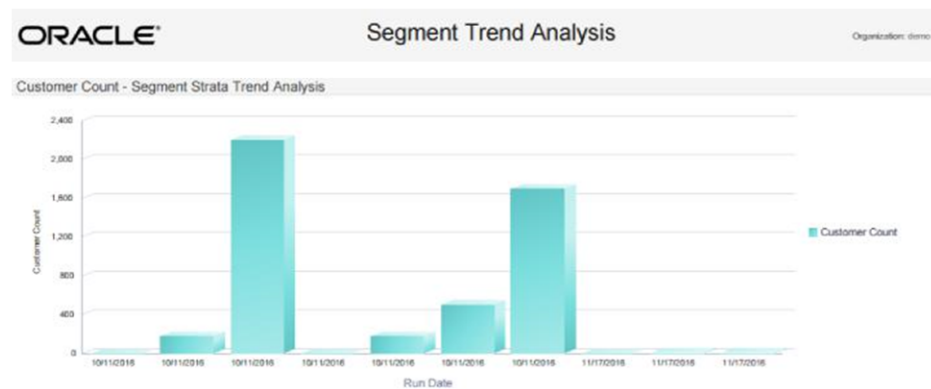 ORACLE®
Segment Trend Analysis
Organization: demo
Customer Count - Segment Strata Trend Analysis
2,400
2,000
1,600
1,200
800
400
0
Customer Count
10/11/2016 10/11/2016 10/11/2016 10/11/2016 10/11/2016 10/11/2016 10/11/2016 11/17/2016 11/17/2016 11/17/2016
Run Date
Customer Count